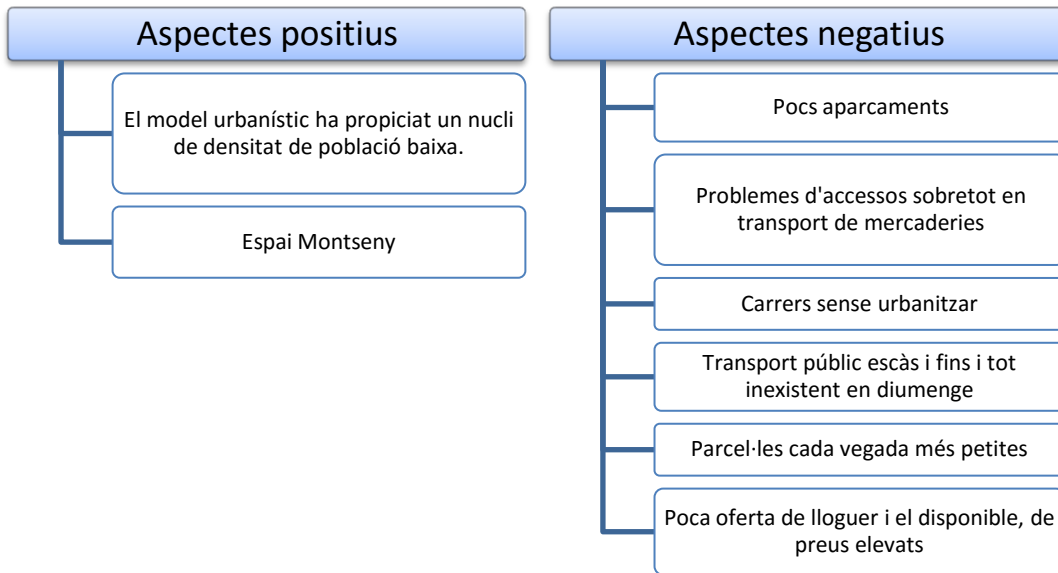 Aspectes positius
El model urbanístic ha propiciat un nucli
de densitat de població baixa.
Espai Montseny
Aspectes negatius
Pocs aparcaments
Problemes d'accessos sobretot en
transport de mercaderies
Carrers sense urbanitzar
Transport públic escàs i fins i tot
inexistent en diumenge
Parcel·les cada vegada més petites
Poca oferta de lloguer i el disponible, de
preus elevats